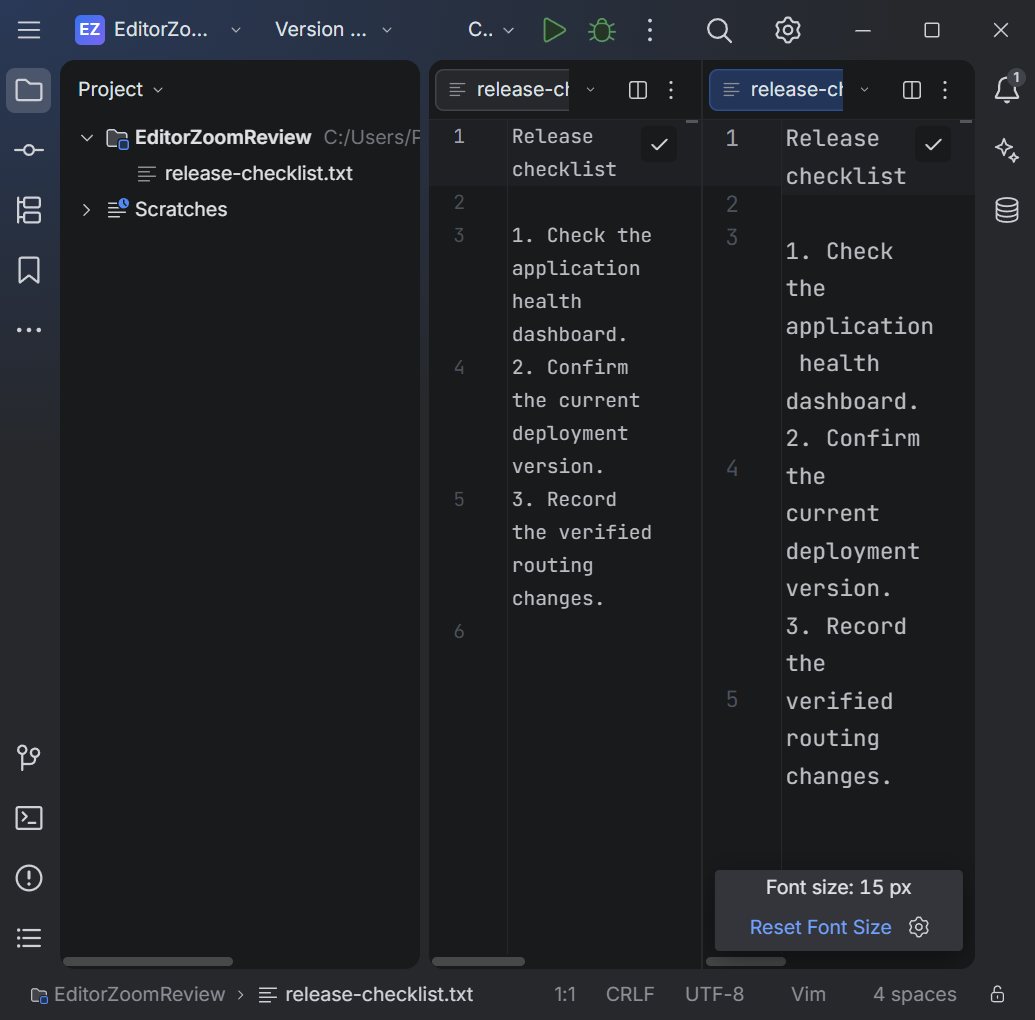 EZ EditorZo... Version ... C..
Project
EditorZoomReview C:/Users/
release-checklist.txt
Scratches
release-ch
1 Release
checklist
2
3 1. Check the
application
health
dashboard.
4 2. Confirm
the current
deployment
version.
5 3. Record
the verified
routing
changes.
6
release-ch
1 Release
checklist
2
3
1. Check
the
application
health
dashboard.
2. Confirm
4 the
current
deployment
version.
3. Record
the
5 verified
routing
changes.
Font size: 15 px
Reset Font Size
1
EditorZoomReview › release-checklist.txt 1:1 CRLF UTF-8 Vim 4 spaces